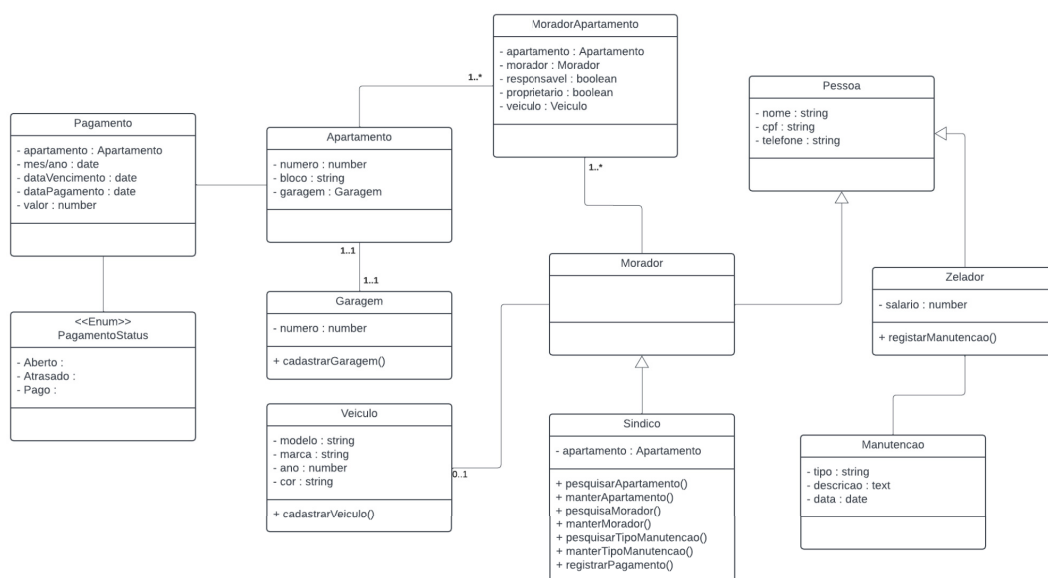 MoradorApartamento
- apartamento : Apartamento
- morador : Morador
- responsavel : boolean
- proprietario : boolean
- veiculo : Veiculo
1..*
1..*
Pessoa
- nome : string
- cpf : string
- telefone : string
Pagamento
- apartamento : Apartamento
- mes/ano : date
- dataVencimento : date
- dataPagamento : date
- valor : number
Apartamento
- numero : number
- bloco : string
- garagem : Garagem
1..1
1..1
Garagem
- numero : number
+ cadastrarGaragem()
Morador
Zelador
- salario : number
+ registarManutencao()
<<Enum>>
PagamentoStatus
- Aberto :
- Atrasado :
- Pago :
Veiculo
- modelo : string
- marca : string
- ano : number
- cor : string
+ cadastrarVeiculo()
0..1
Sindico
- apartamento : Apartamento
+ pesquisarApartamento()
+ manterApartamento()
+ pesquisaMorador()
+ manterMorador()
+ pesquisarTipoManutencao()
+ manterTipoManutencao()
+ registrarPagamento()
Manutencao
- tipo : string
- descricao : text
- data : date